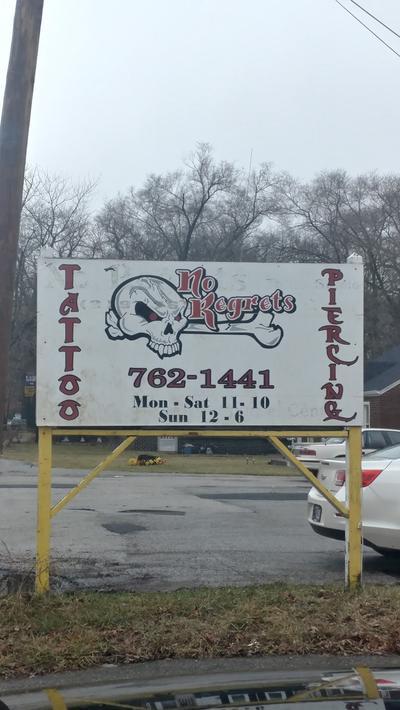 TATTOO
No
Regrets
PIERCING
762-1441
Mon - Sat 11- 10
Sun 12 - 6